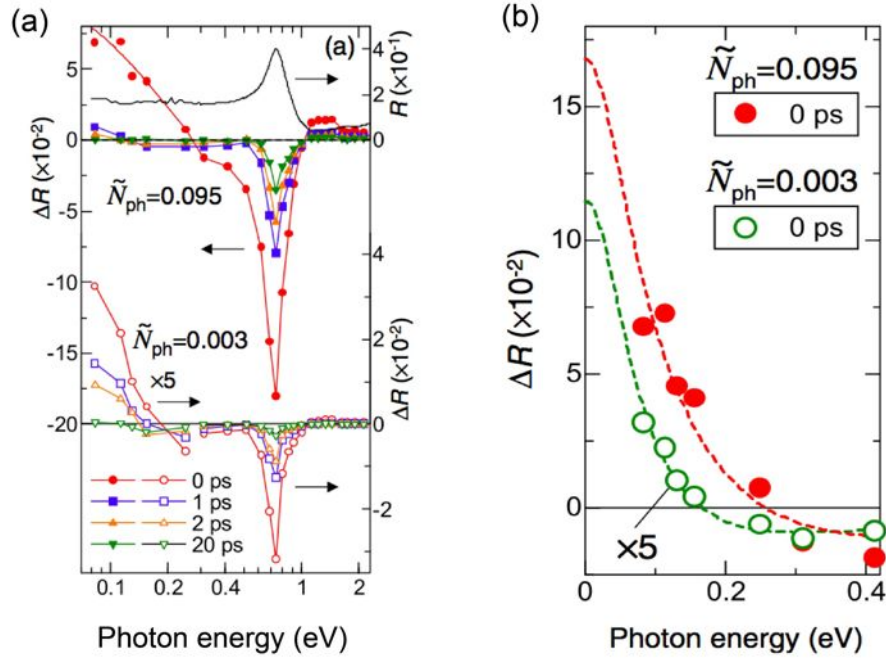 (a)
(a)
5
0
-5
-10
-15
-20
ΔR (×10⁻²)
4
2
0
R (×10⁻¹)
Ñph=0.095
4
2
0
-2
ΔR (×10⁻²)
Ñph=0.003
×5
0 ps
1 ps
2 ps
20 ps
0.1 0.2 0.4 0.8 1 2
Photon energy (eV)
(b)
15
10
5
0
ΔR (×10⁻²)
Ñph=0.095
0 ps
Ñph=0.003
0 ps
×5
0 0.2 0.4
Photon energy (eV)